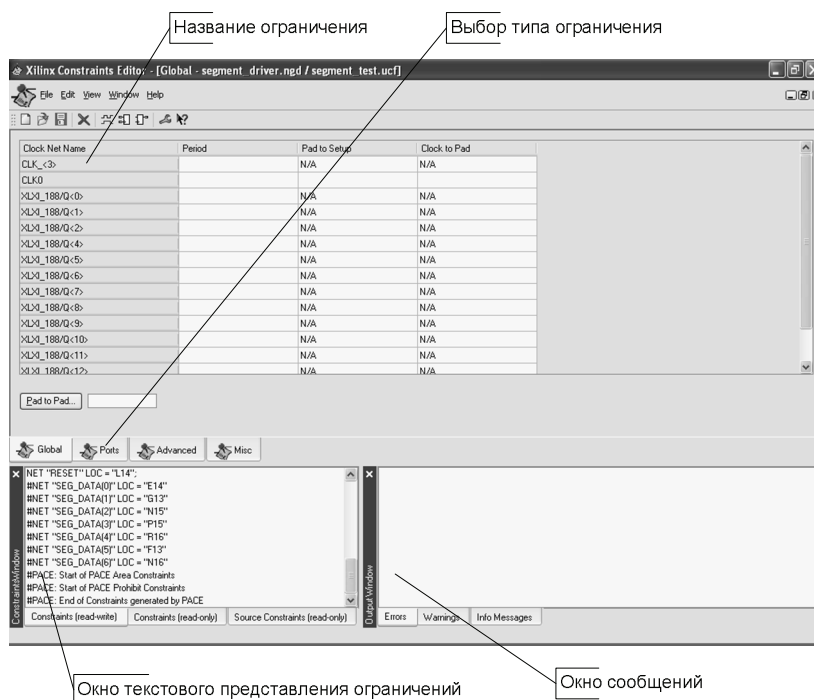 Название ограничения
Выбор типа ограничения
Xilinx Constraints Editor - [Global - segment_driver.ngd / segment_test.ucf]
File Edit View Window Help
Clock Net Name Period Pad to Setup Clock to Pad
CLK_<3> N/A N/A
CLK0
XLXI_188/Q<0> N/A N/A
XLXI_188/Q<1> N/A N/A
XLXI_188/Q<2> N/A N/A
XLXI_188/Q<4> N/A N/A
XLXI_188/Q<5> N/A N/A
XLXI_188/Q<6> N/A N/A
XLXI_188/Q<7> N/A N/A
XLXI_188/Q<8> N/A N/A
XLXI_188/Q<9> N/A N/A
XLXI_188/Q<10> N/A N/A
XLXI_188/Q<11> N/A N/A
XLXI_188/Q<12> N/A N/A
Pad to Pad...
Global Ports Advanced Misc
NET "RESET" LOC = "L14";
#NET "SEG_DATA(0)" LOC = "E14"
#NET "SEG_DATA(1)" LOC = "G13"
#NET "SEG_DATA(2)" LOC = "N15"
#NET "SEG_DATA(3)" LOC = "P15"
#NET "SEG_DATA(4)" LOC = "R16"
#NET "SEG_DATA(5)" LOC = "F13"
#NET "SEG_DATA(6)" LOC = "N16"
#PACE: Start of PACE Area Constraints
#PACE: Start of PACE Prohibit Constraints
#PACE: End of Constraints generated by PACE
ConstraintsWindow
Constraints (read-write) Constraints (read-only) Source Constraints (read-only)
Output Window
Errors Warnings Info Messages
Окно текстового представления ограничений
Окно сообщений